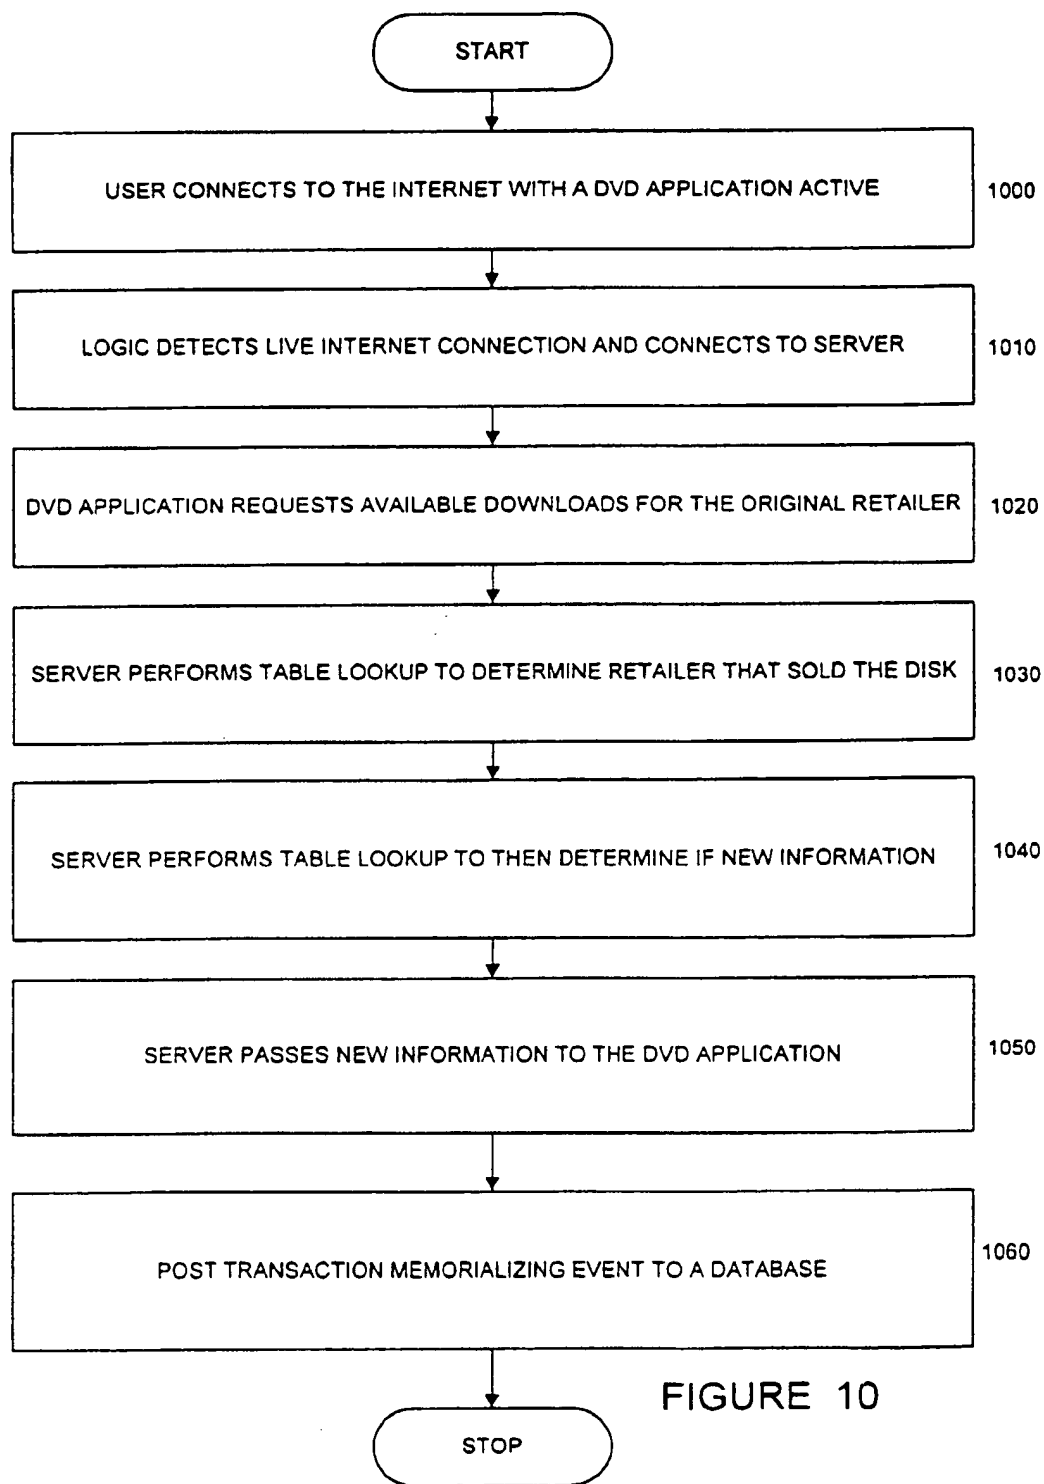 START
USER CONNECTS TO THE INTERNET WITH A DVD APPLICATION ACTIVE
1000
LOGIC DETECTS LIVE INTERNET CONNECTION AND CONNECTS TO SERVER
1010
DVD APPLICATION REQUESTS AVAILABLE DOWNLOADS FOR THE ORIGINAL RETAILER
1020
SERVER PERFORMS TABLE LOOKUP TO DETERMINE RETAILER THAT SOLD THE DISK
1030
SERVER PERFORMS TABLE LOOKUP TO THEN DETERMINE IF NEW INFORMATION
1040
SERVER PASSES NEW INFORMATION TO THE DVD APPLICATION
1050
POST TRANSACTION MEMORIALIZING EVENT TO A DATABASE
1060
FIGURE 10
STOP